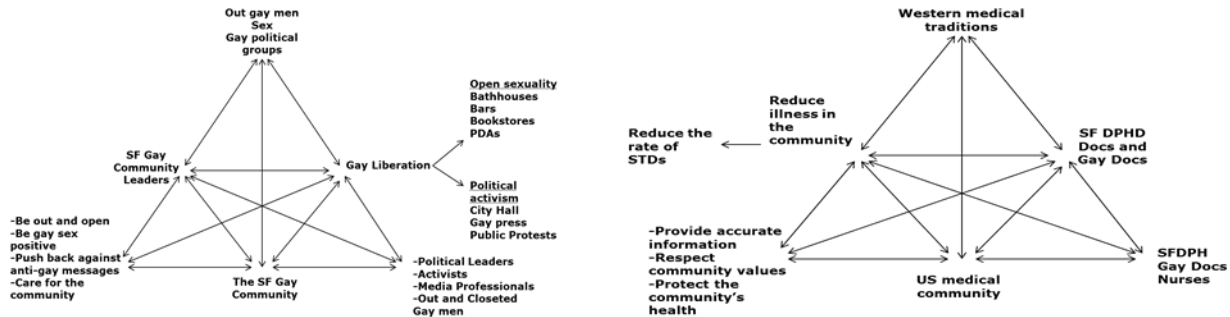 Out gay men
Sex
Gay political
groups
Open sexuality
Bathhouses
Bars
Bookstores
PDAs
SF Gay
Community
Leaders
Gay Liberation
Political
activism
City Hall
Gay press
Public Protests
-Be out and open
-Be gay sex
positive
-Push back against
anti-gay messages
-Care for the
community
The SF Gay
Community
-Political Leaders
-Activists
-Media Professionals
-Out and Closeted
Gay men
Western medical
traditions
Reduce
illness in
the
community
Reduce the
rate of
STDs
SF DPHD
Docs and
Gay Docs
-Provide accurate
information
-Respect
community values
-Protect the
community's
health
US medical
community
SFDPH
Gay Docs
Nurses